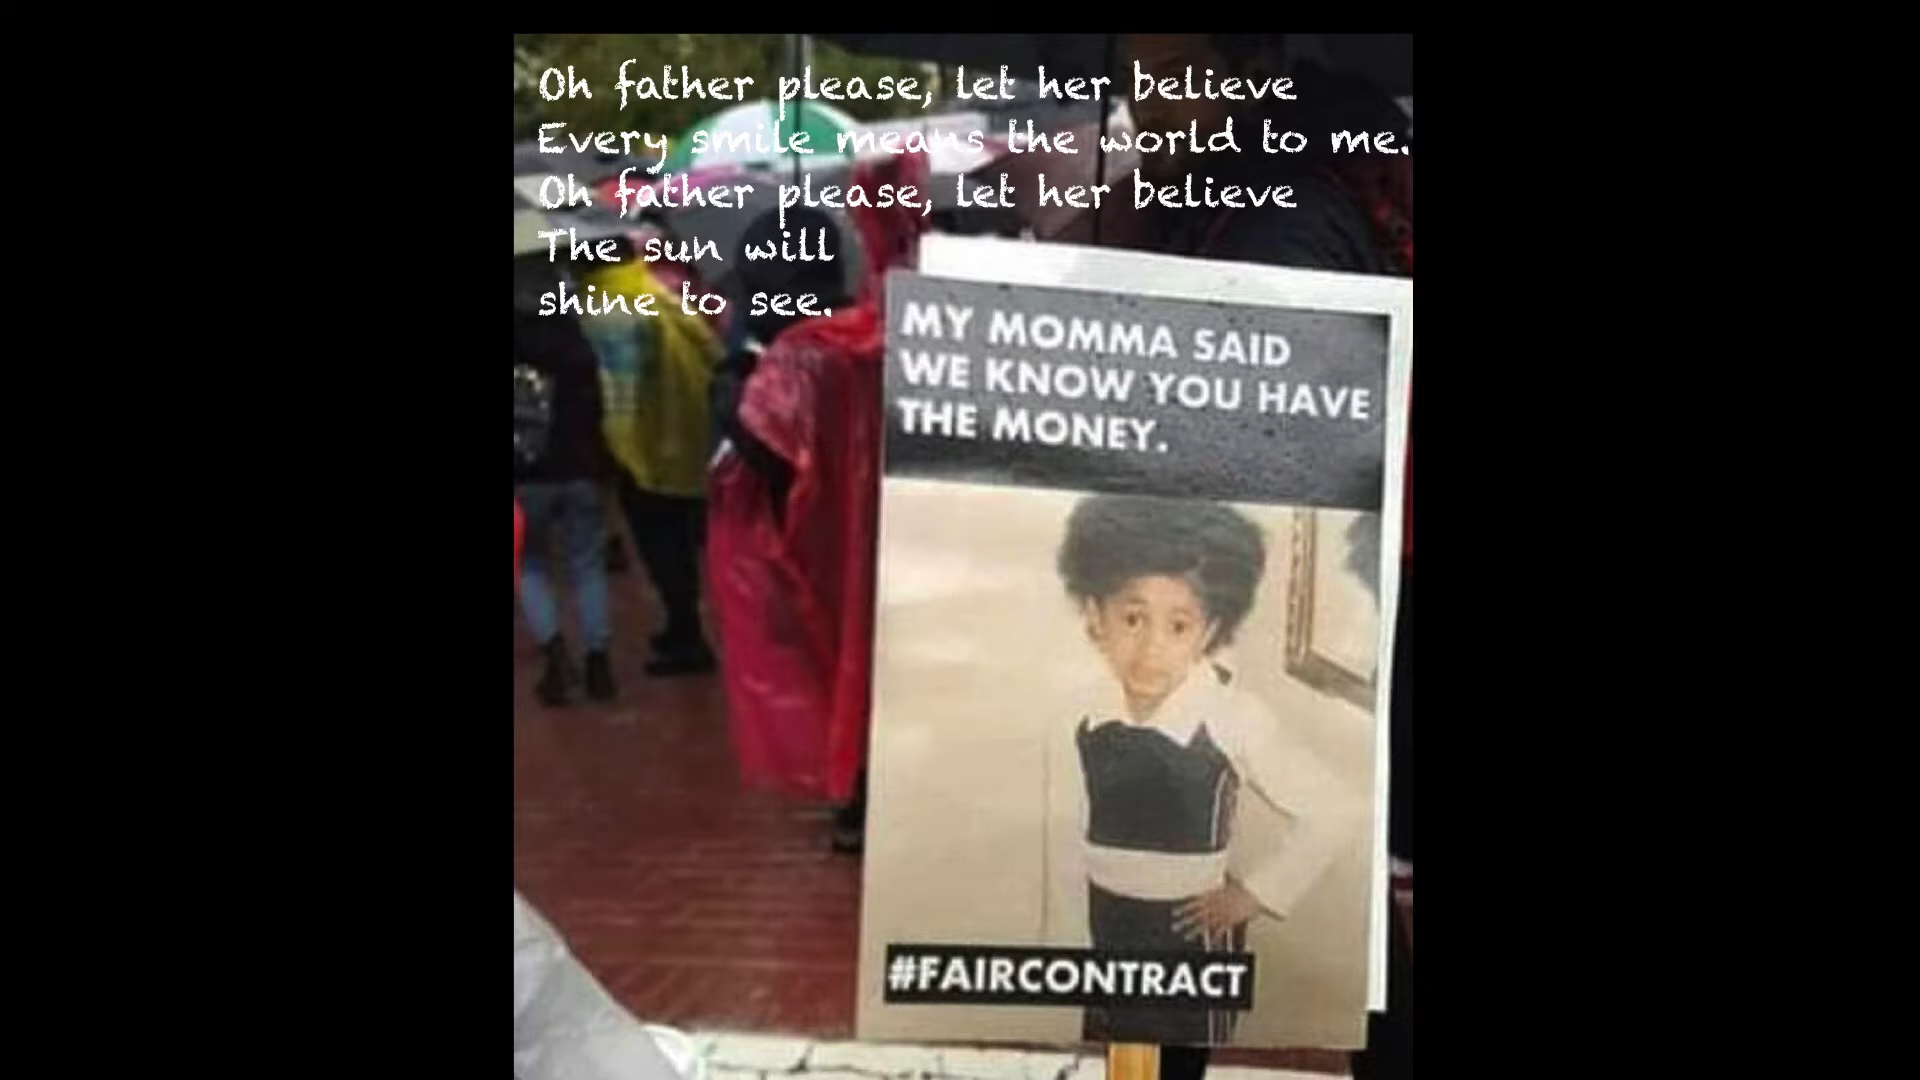 Oh father please, let her believe
Every smile means the world to me.
Oh father please, let her believe
The sun will
shine to see.
MY MOMMA SAID
WE KNOW YOU HAVE
THE MONEY.
#FAIRCONTRACT